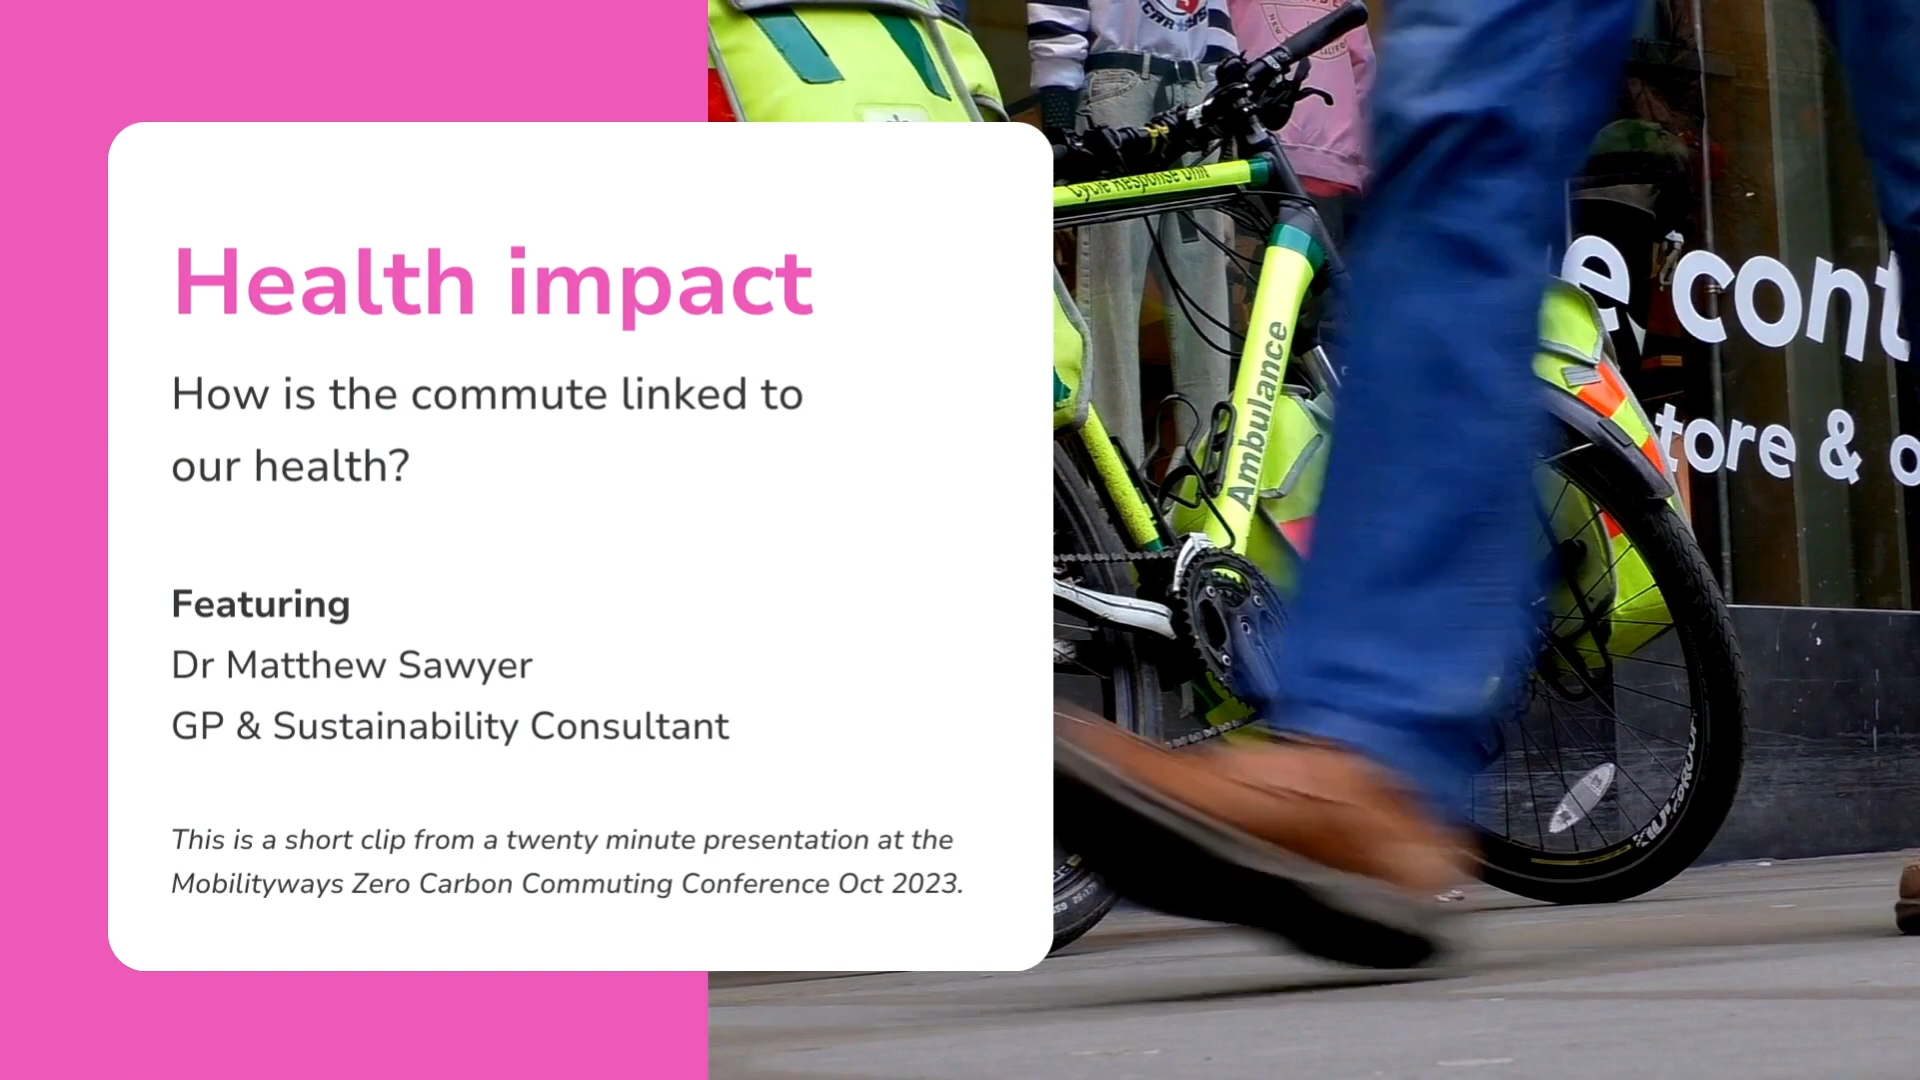 Health impact
How is the commute linked to
our health?
Featuring
Dr Matthew Sawyer
GP & Sustainability Consultant
This is a short clip from a twenty minute presentation at the
Mobilityways Zero Carbon Commuting Conference Oct 2023.
Cycle Response Unit
Ambulance
e cont
tore & o